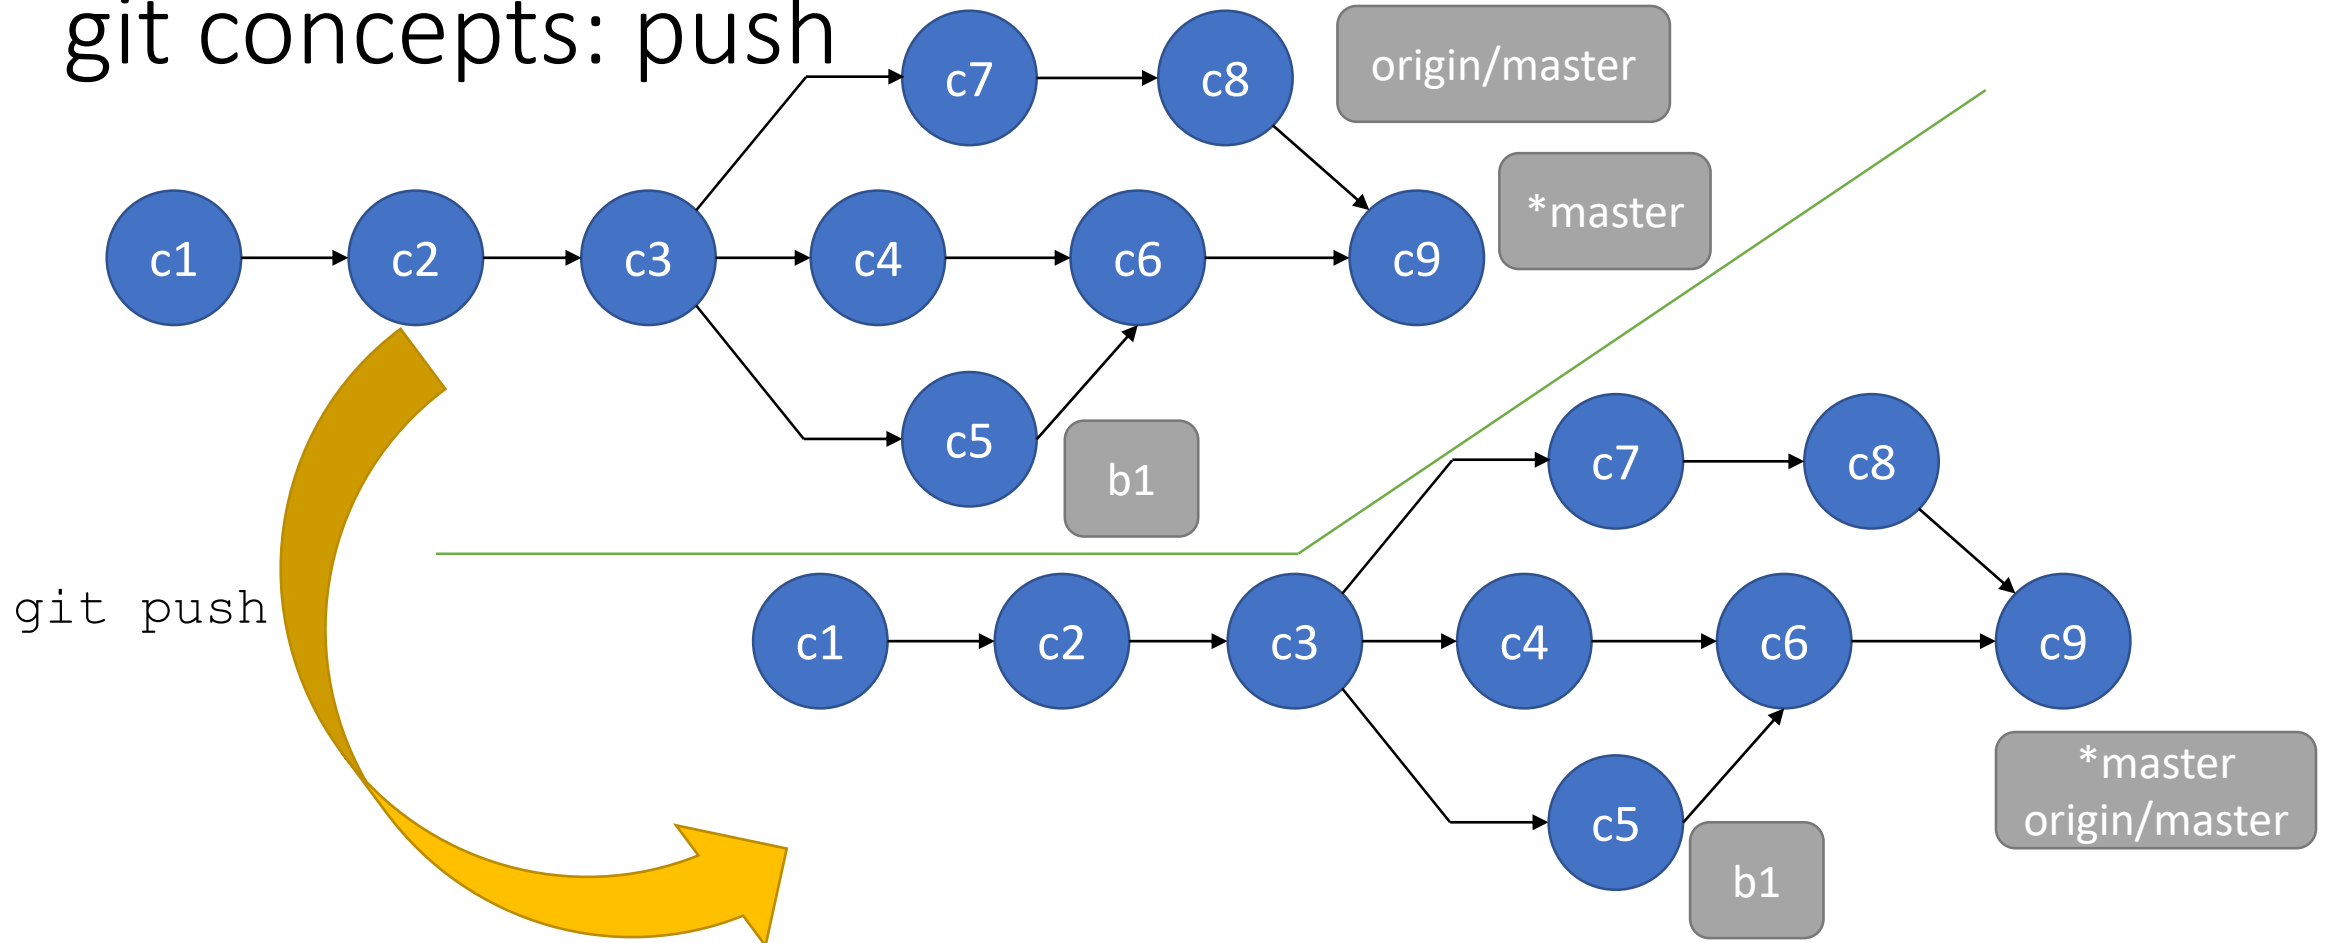 git concepts: push
c7
c8
origin/master
*master
c1
c2
c3
c4
c6
c9
c5
b1
git push
c7
c8
c1
c2
c3
c4
c6
c9
*master
origin/master
c5
b1